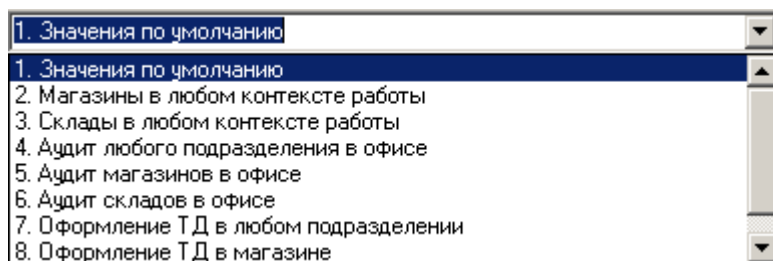 1. Значения по умолчанию
1. Значения по умолчанию
2. Магазины в любом контексте работы
3. Склады в любом контексте работы
4. Аудит любого подразделения в офисе
5. Аудит магазинов в офисе
6. Аудит складов в офисе
7. Оформление ТД в любом подразделении
8. Оформление ТД в магазине